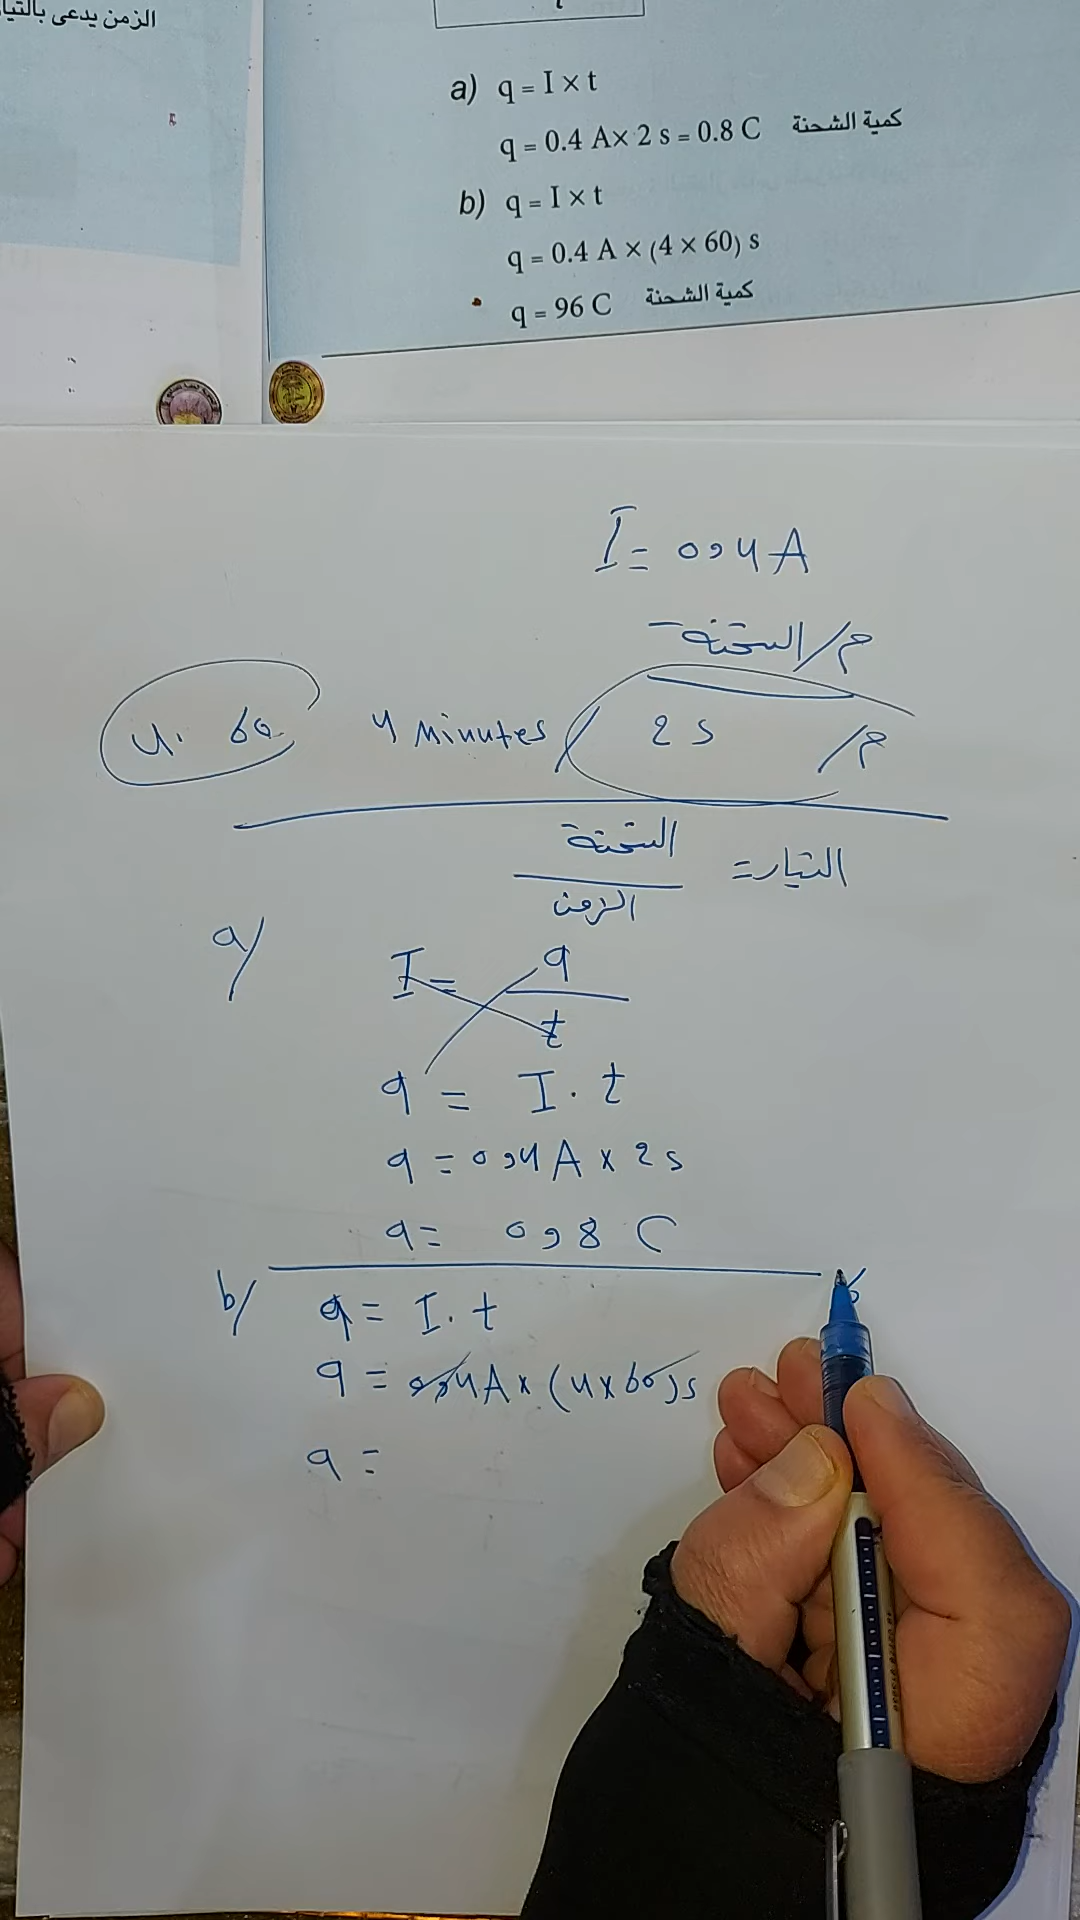 الزمن يدعى بالتيار
a) q = I × t
q = 0.4 A× 2 s = 0.8 C كمية الشحنة
b) q = I × t
q = 0.4 A × (4 × 60) s
q = 96 C كمية الشحنة
I = 0,4 A
م/ الشحنة
م/ 2 s / 4 Minutes 4. 60
التيار = الشحنة / الزمن
a/ I = q / t
q = I . t
q = 0,4 A × 2 s
q = 0,8 C
b/ q = I . t
q = 0,4 A × (4 × 60) s
q =